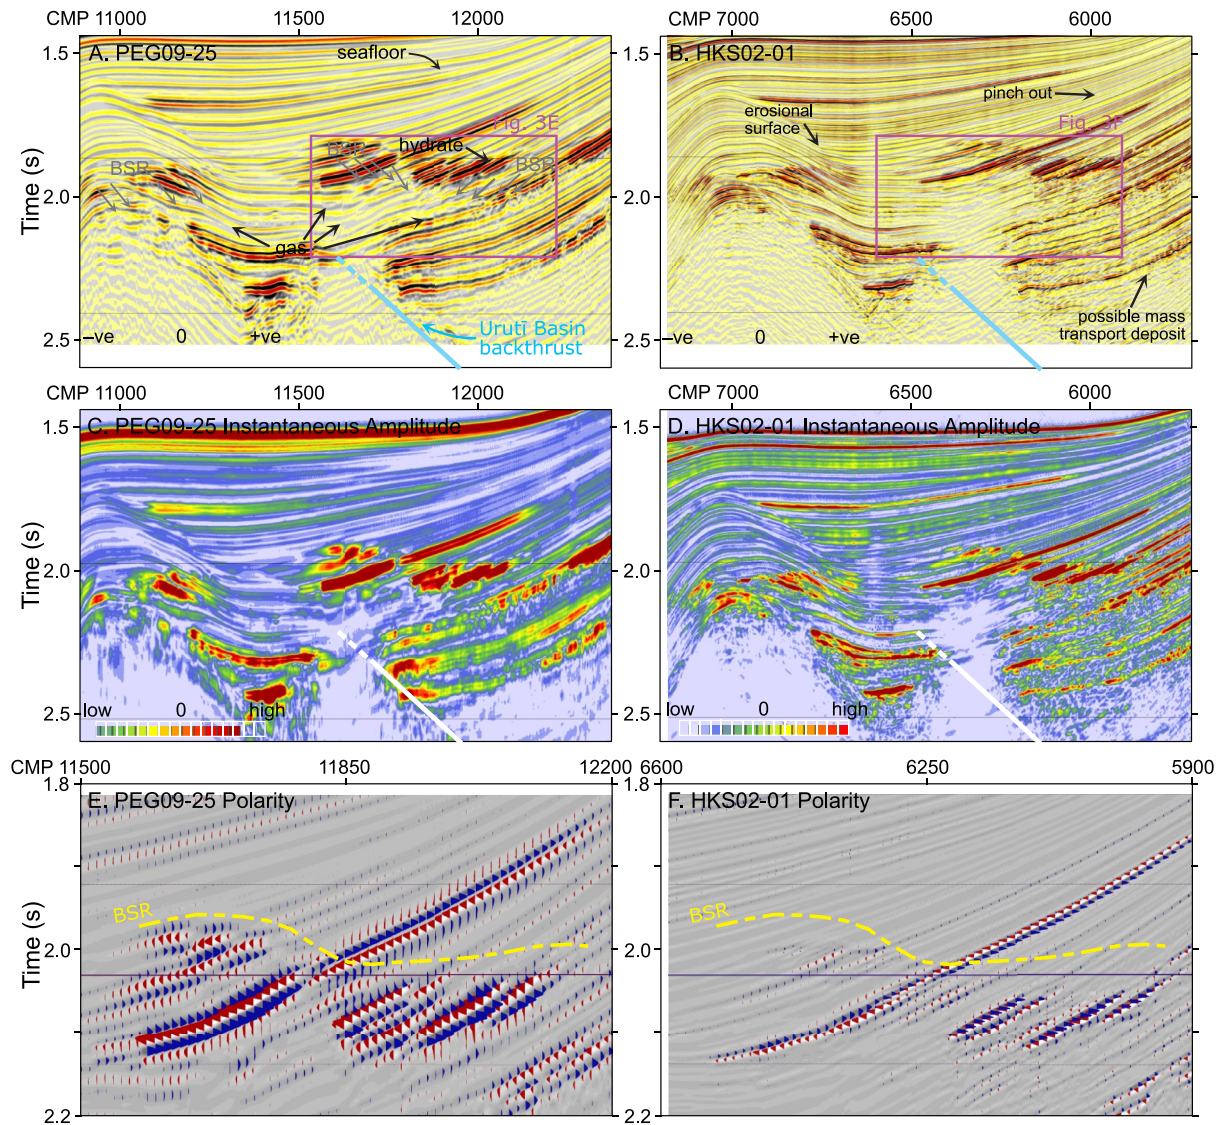 CMP 11000 11500 12000
CMP 7000 6500 6000
A. PEG09-25
B. HKS02-01
seafloor
pinch out
erosional
surface
Fig. 3E
Fig. 3F
hydrate
BSR
BSR
BSR
gas
Urutī Basin
backthrust
possible mass
transport deposit
–ve 0 +ve
–ve 0 +ve
Time (s)
1.5
2.0
2.5
1.5
2.0
2.5
CMP 11000 11500 12000
CMP 7000 6500 6000
C. PEG09-25 Instantaneous Amplitude
D. HKS02-01 Instantaneous Amplitude
Time (s)
1.5
2.0
2.5
1.5
2.0
2.5
low 0 high
low 0 high
CMP 11500 11850 12200
6600 6250 5900
E. PEG09-25 Polarity
F. HKS02-01 Polarity
BSR
BSR
Time (s)
1.8
2.0
2.2
1.8
2.0
2.2